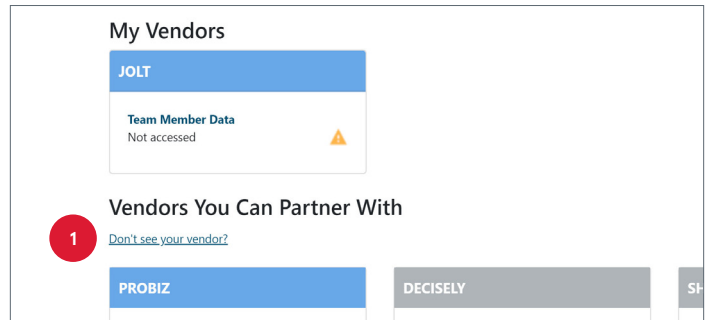 My Vendors
JOLT
Team Member Data
Not accessed
Vendors You Can Partner With
1
Don't see your vendor?
PROBIZ
DECISELY